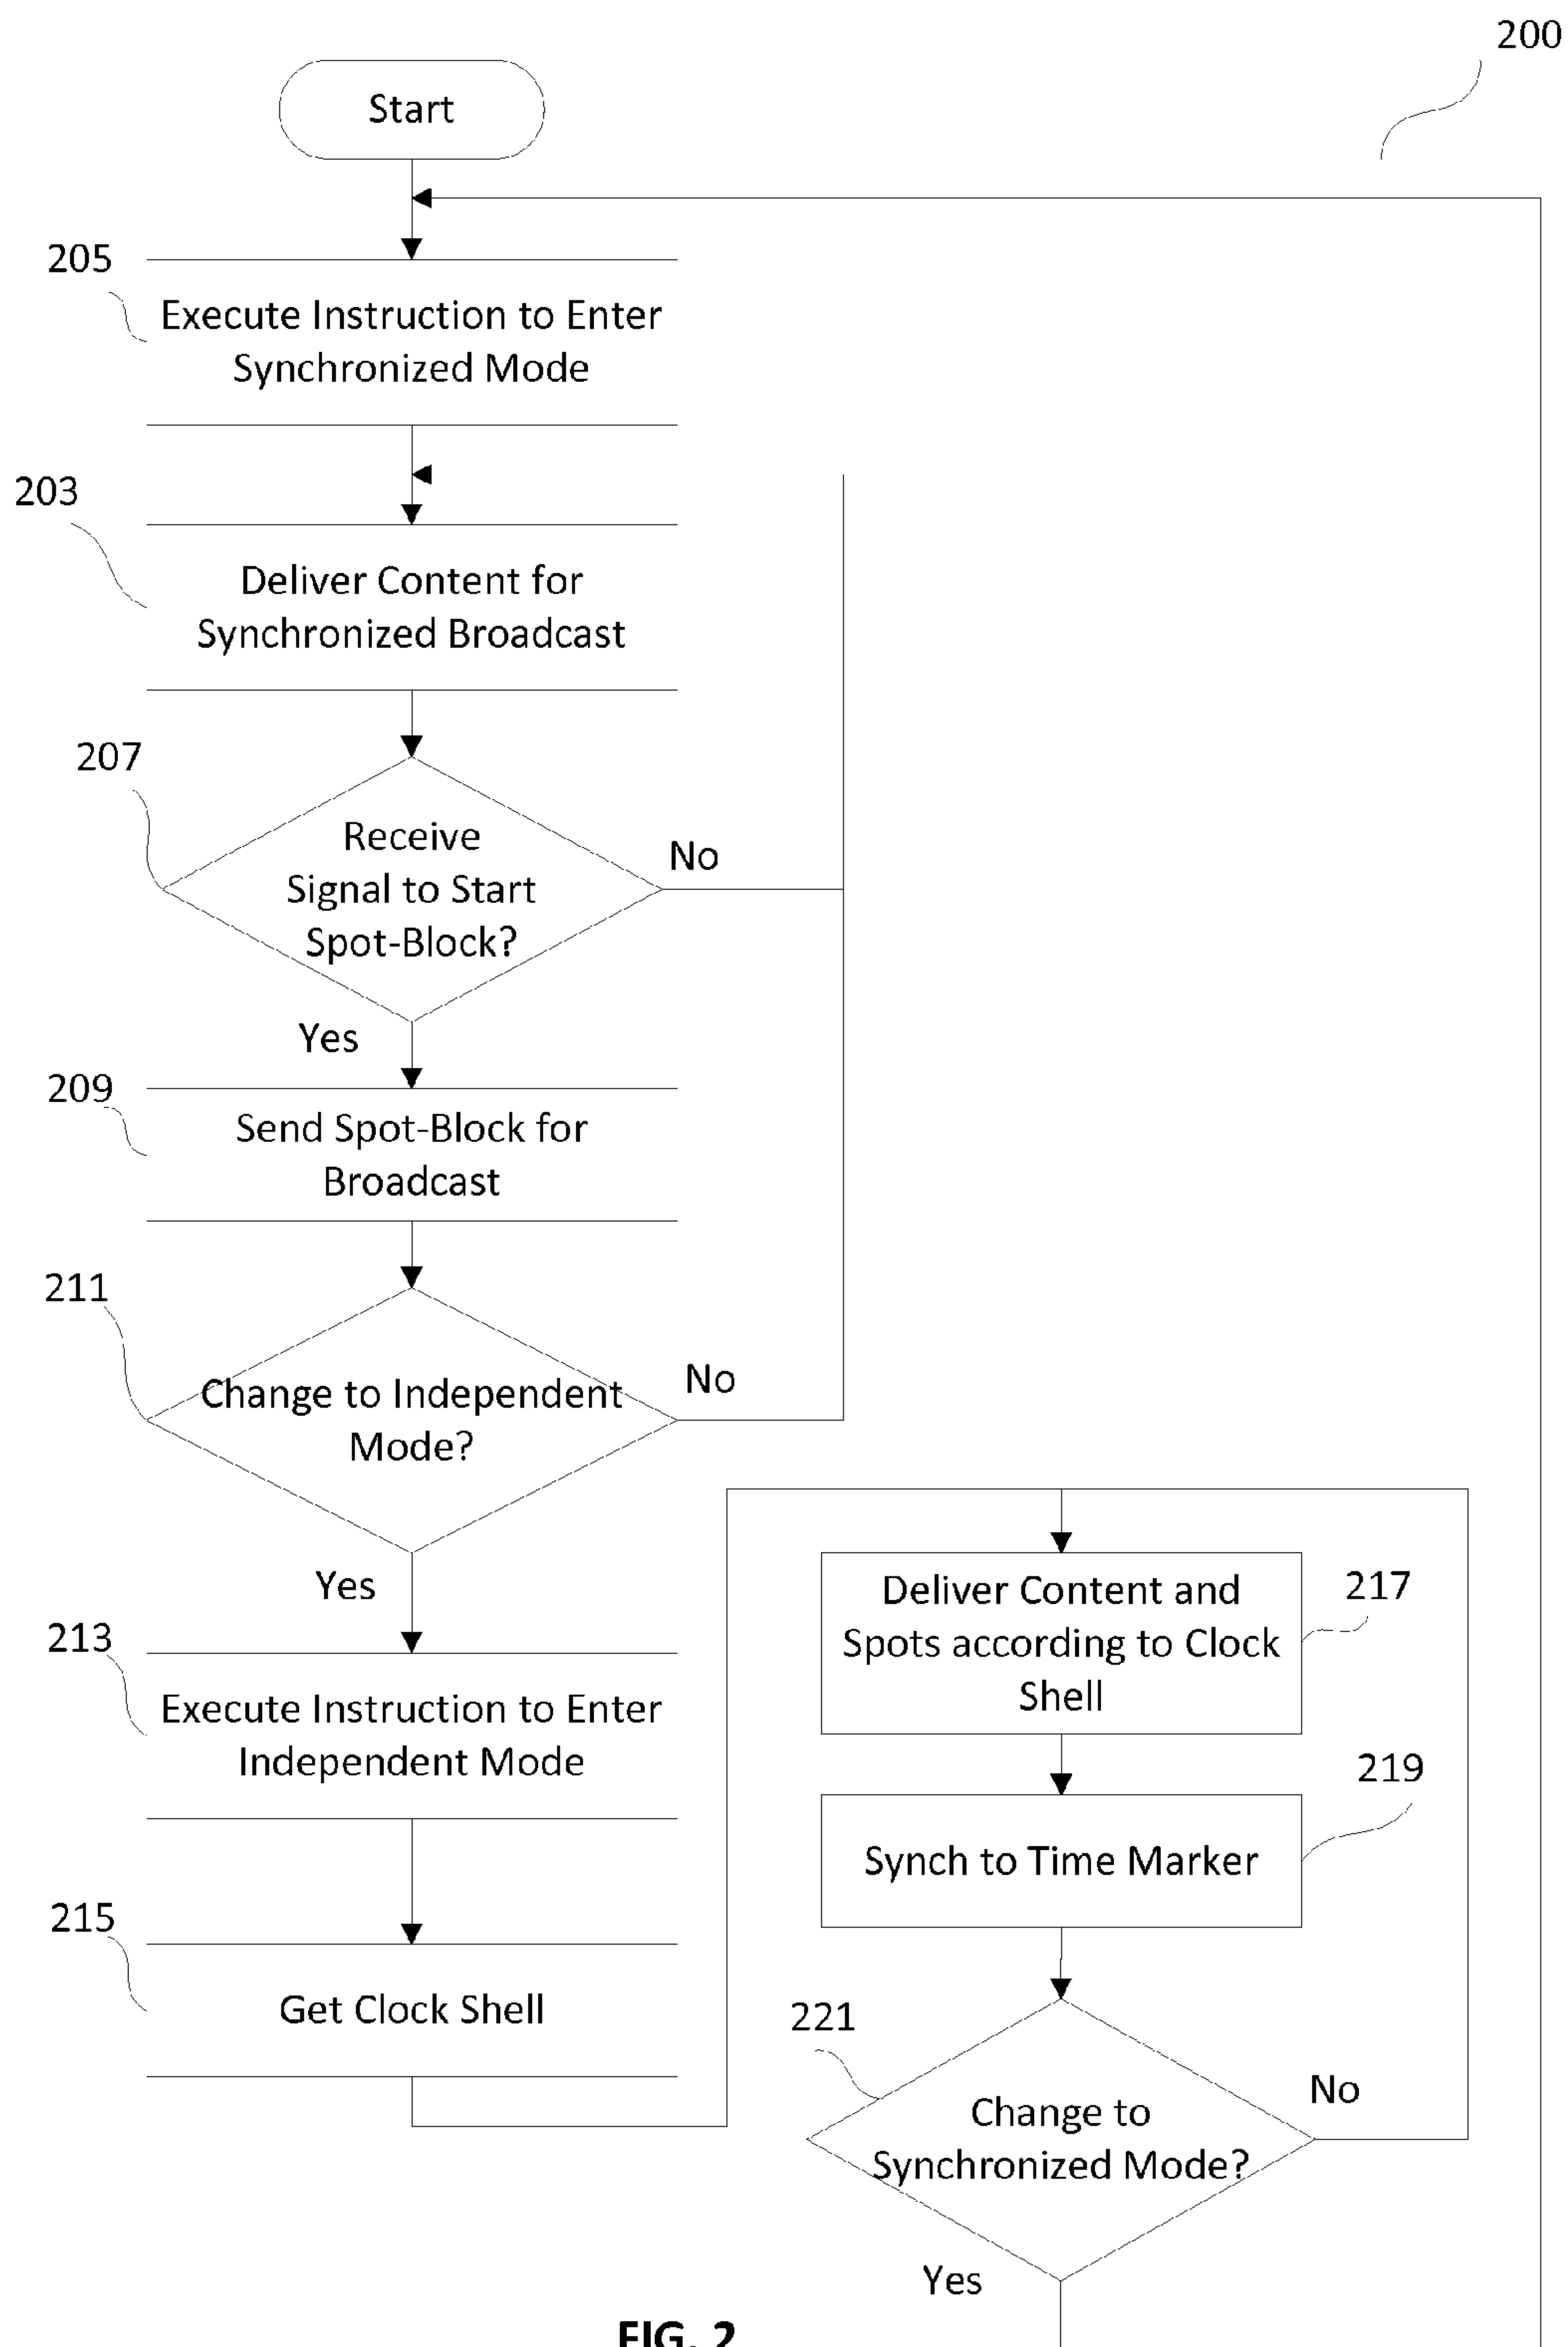 200
Start
205
Execute Instruction to Enter
Synchronized Mode
203
Deliver Content for
Synchronized Broadcast
207
Receive
Signal to Start
Spot-Block?
No
Yes
209
Send Spot-Block for
Broadcast
211
Change to Independent
Mode?
No
Yes
213
Execute Instruction to Enter
Independent Mode
215
Get Clock Shell
Deliver Content and
Spots according to Clock
Shell
217
219
Synch to Time Marker
221
Change to
Synchronized Mode?
No
Yes
FIG. 2